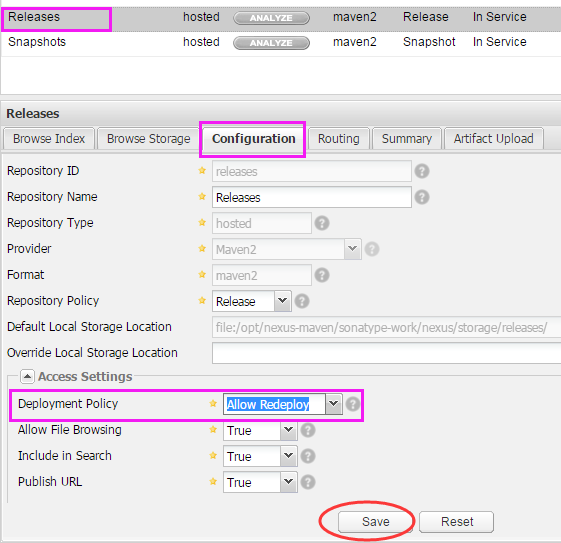 Releases hosted ANALYZE maven2 Release In Service
Snapshots hosted ANALYZE maven2 Snapshot In Service
Releases
Browse Index Browse Storage Configuration Routing Summary Artifact Upload
Repository ID releases ?
Repository Name Releases ?
Repository Type hosted ?
Provider Maven2 ?
Format maven2 ?
Repository Policy Release ?
Default Local Storage Location file:/opt/nexus-maven/sonatype-work/nexus/storage/releases/
Override Local Storage Location
Access Settings
Deployment Policy Allow Redeploy ?
Allow File Browsing True ?
Include in Search True ?
Publish URL True ?
Save Reset